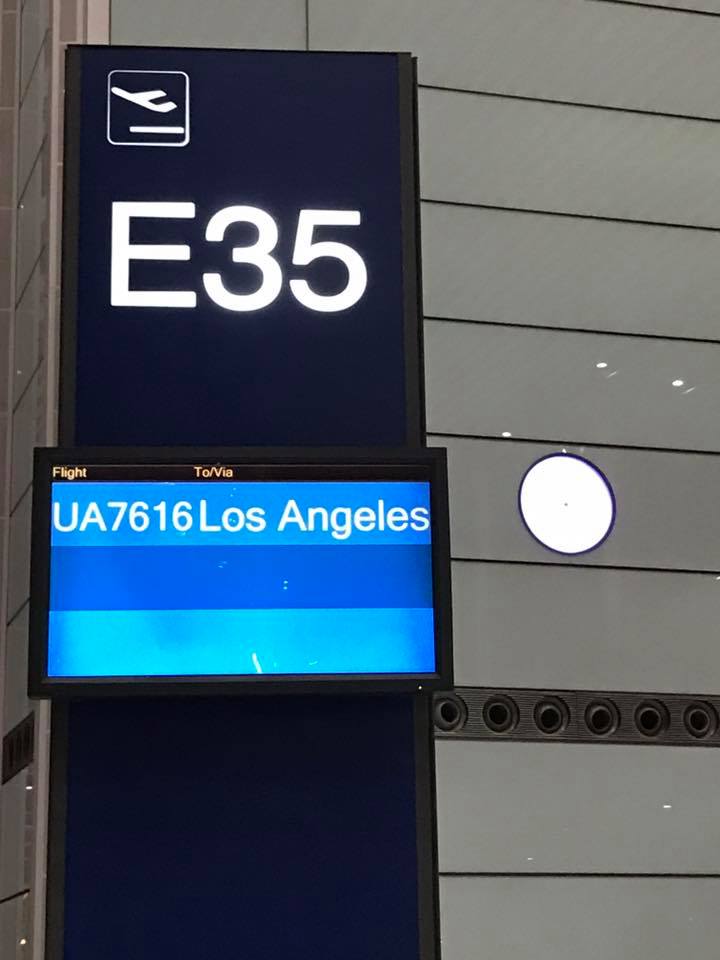 E35
Flight To/Via
UA7616 Los Angeles